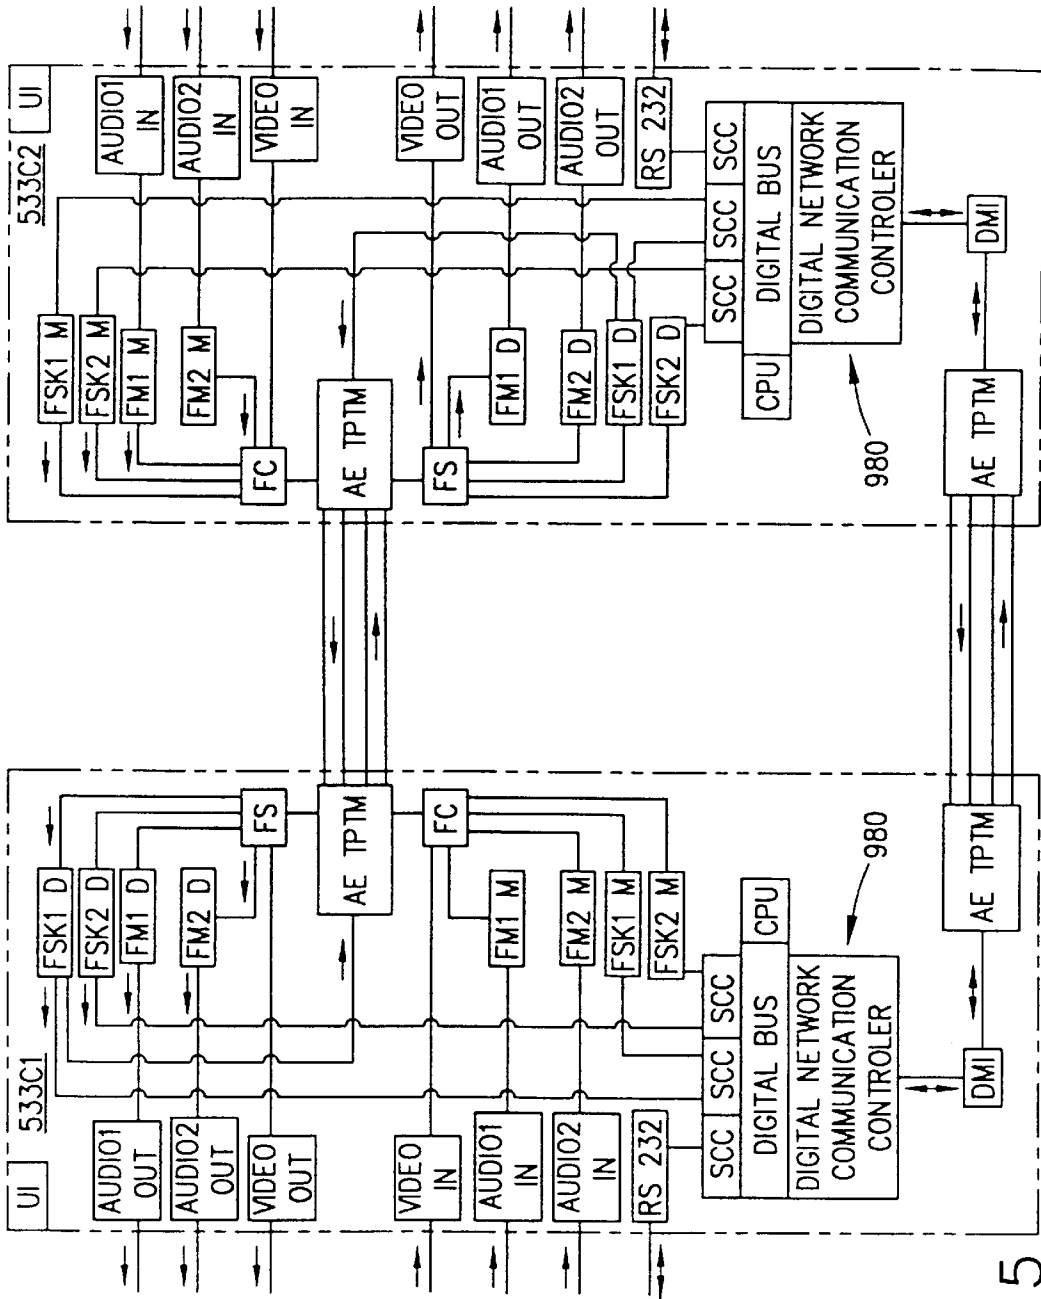 533C1
UI
AUDIO1
OUT
AUDIO2
OUT
VIDEO
OUT
VIDEO
IN
AUDIO1
IN
AUDIO2
IN
RS 232
FSK1 D
FSK2 D
FM1 D
FM2 D
FS
AE TPTM
FC
FM1 M
FM2 M
FSK1 M
FSK2 M
SCC
SCC
SCC
DIGITAL BUS
CPU
DIGITAL NETWORK
COMMUNICATION
CONTROLER
980
DMI
AE TPTM
533C2
UI
AUDIO1
IN
AUDIO2
IN
VIDEO
IN
VIDEO
OUT
AUDIO1
OUT
AUDIO2
OUT
RS 232
FSK1 M
FSK2 M
FM1 M
FM2 M
FC
AE TPTM
FS
FM1 D
FM2 D
FSK1 D
FSK2 D
SCC
SCC
SCC
CPU
DIGITAL BUS
DIGITAL NETWORK
COMMUNICATION
CONTROLER
980
DMI
AE TPTM
5